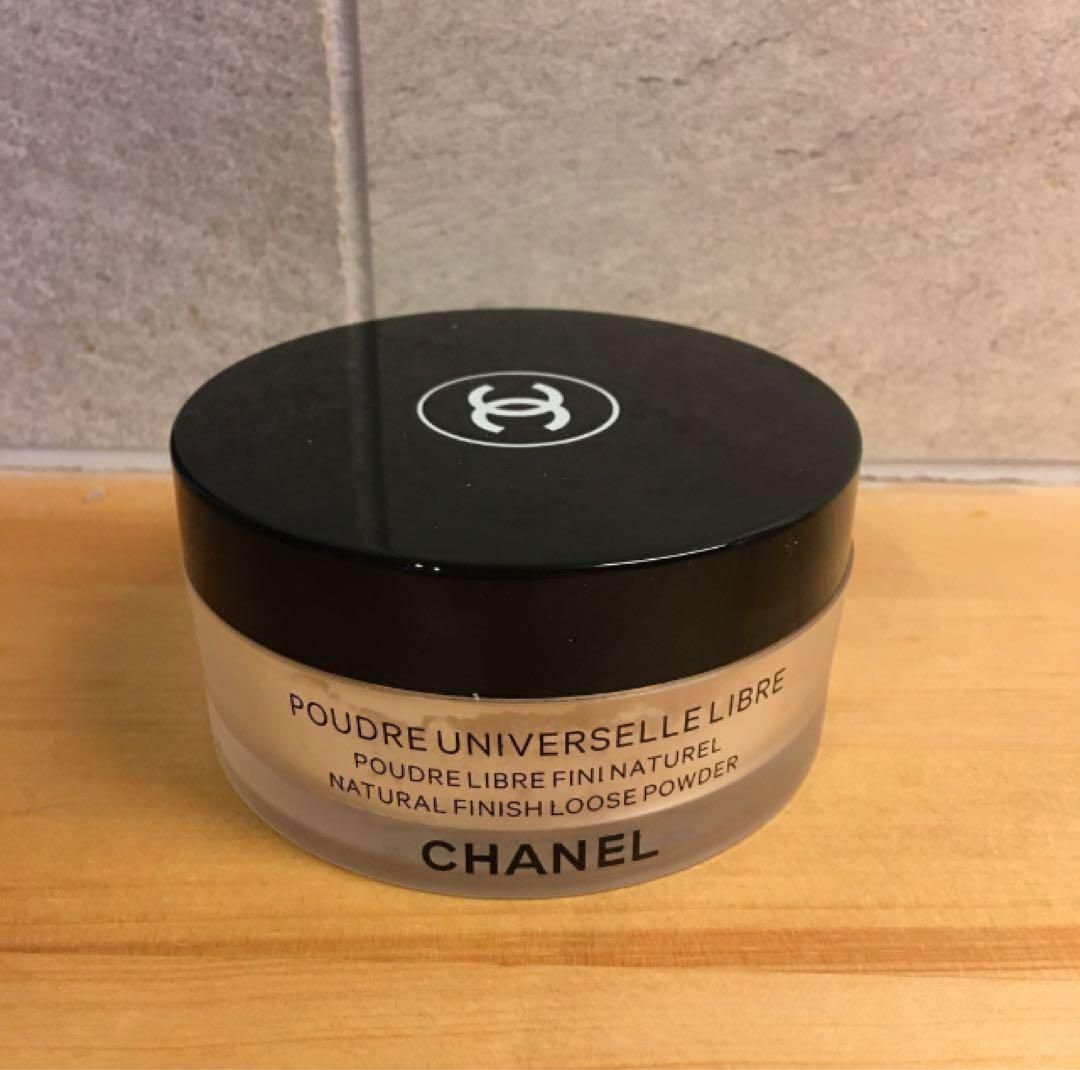 POUDRE UNIVERSELLE LIBRE
POUDRE LIBRE FINI NATUREL
NATURAL FINISH LOOSE POWDER
CHANEL